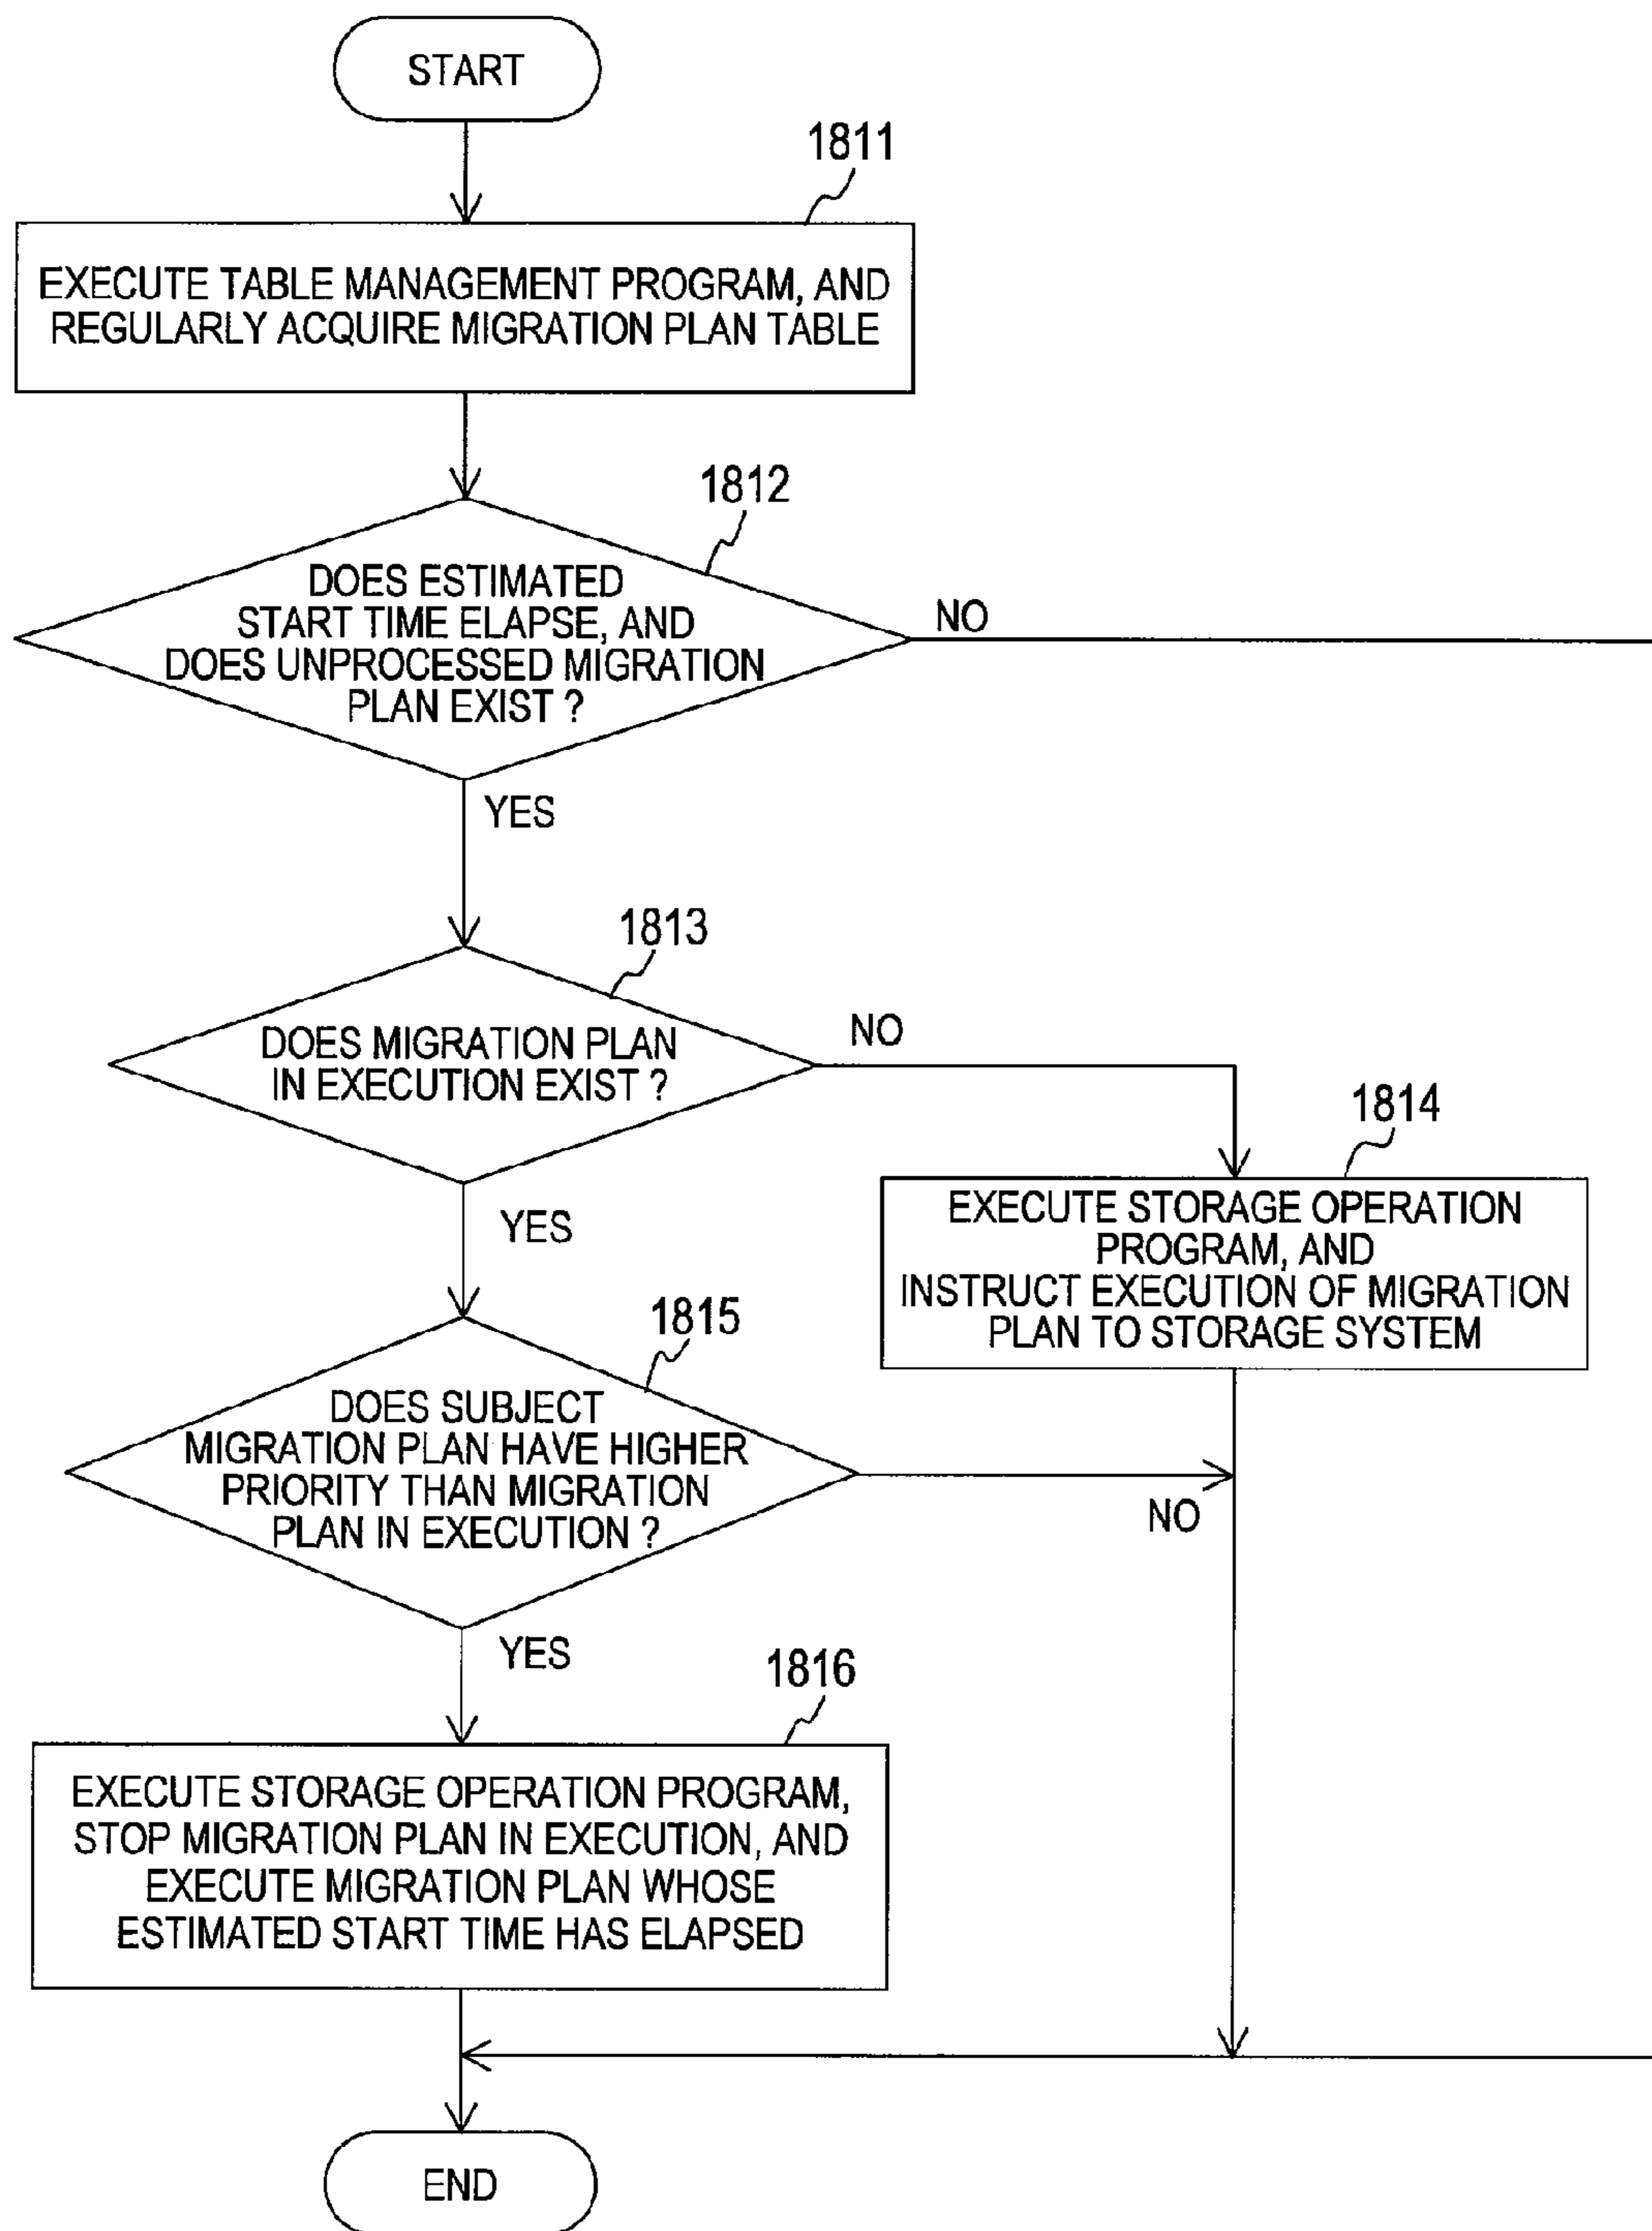 START
1811
EXECUTE TABLE MANAGEMENT PROGRAM, AND
REGULARLY ACQUIRE MIGRATION PLAN TABLE
1812
DOES ESTIMATED
START TIME ELAPSE, AND
DOES UNPROCESSED MIGRATION
PLAN EXIST ?
NO
YES
1813
DOES MIGRATION PLAN
IN EXECUTION EXIST ?
NO
YES
1814
EXECUTE STORAGE OPERATION
PROGRAM, AND
INSTRUCT EXECUTION OF MIGRATION
PLAN TO STORAGE SYSTEM
1815
DOES SUBJECT
MIGRATION PLAN HAVE HIGHER
PRIORITY THAN MIGRATION
PLAN IN EXECUTION ?
NO
YES
1816
EXECUTE STORAGE OPERATION PROGRAM,
STOP MIGRATION PLAN IN EXECUTION, AND
EXECUTE MIGRATION PLAN WHOSE
ESTIMATED START TIME HAS ELAPSED
END